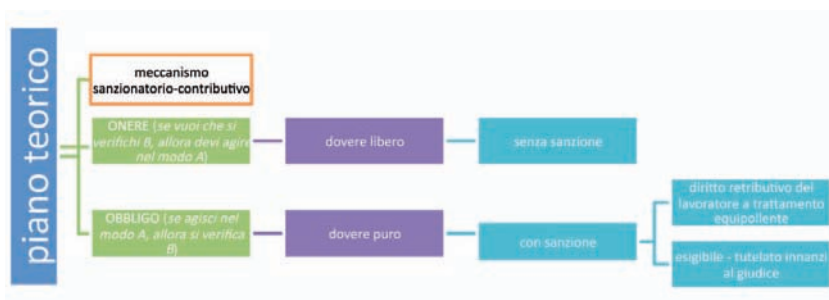 piano teorico
meccanismo
sanzionatorio-contributivo
ONERE (se vuoi che si
verifichi B, allora devi agire
nel modo A)
dovere libero
senza sanzione
OBBLIGO (se agisci nel
modo A, allora si verifica
B)
dovere puro
con sanzione
diritto retributivo del
lavoratore a trattamento
equipollente
esigibile - tutelato innanzi
al giudice